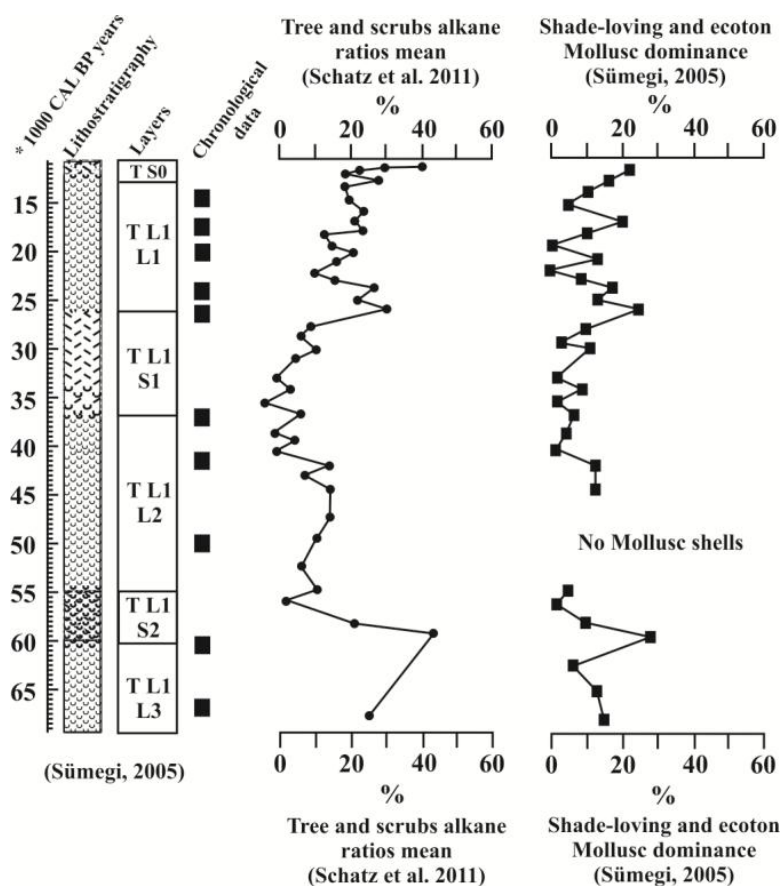 Tree and scrubs alkane
ratios mean
(Schatz et al. 2011)
%
0 20 40 60
Shade-loving and ecoton
Mollusc dominance
(Sümegi, 2005)
%
0 20 40 60
* 1000 CAL BP years
Lithostratigraphy
Layers
Chronological
data
15
20
25
30
35
40
45
50
55
60
65
T S0
T L1
L1
T L1
S1
T L1
L2
T L1
S2
T L1
L3
No Mollusc shells
(Sümegi, 2005)
0 20 40 60
%
Tree and scrubs alkane
ratios mean
(Schatz et al. 2011)
0 20 40 60
%
Shade-loving and ecoton
Mollusc dominance
(Sümegi, 2005)